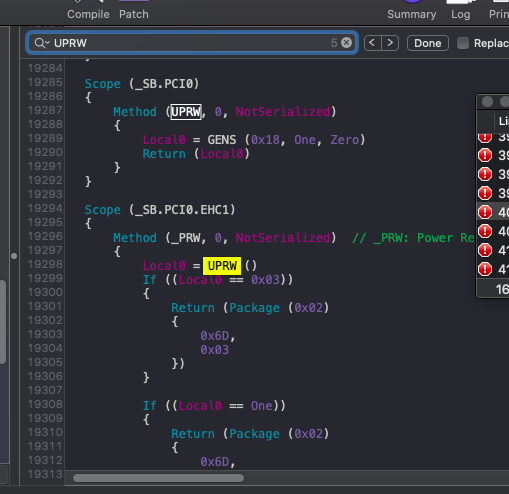 Compile Patch Summary Log Prin
UPRW 5 < > Done Replac
19284 }
19285 Scope (_SB.PCI0)
19286 {
19287 Method (UPRW, 0, NotSerialized)
19288 {
19289 Local0 = GENS (0x18, One, Zero)
19290 Return (Local0)
19291 }
19292 }
19293
19294 Scope (_SB.PCI0.EHC1)
19295 {
19296 Method (_PRW, 0, NotSerialized) // _PRW: Power Re
19297 {
19298 Local0 = UPRW ()
19299 If ((Local0 == 0x03))
19300 {
19301 Return (Package (0x02)
19302 {
19303 0x6D,
19304 0x03
19305 })
19306 }
19307
19308 If ((Local0 == One))
19309 {
19310 Return (Package (0x02)
19311 {
19312 0x6D,
19313
Li
39
39
39
39
40
40
41
41
16